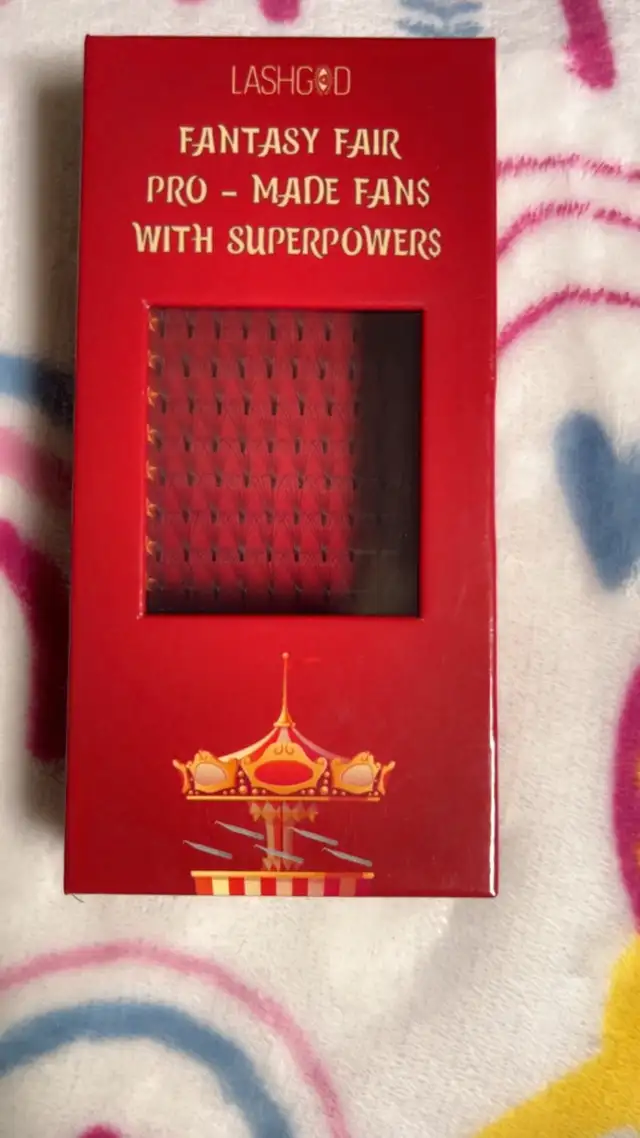 LASHGOD
FANTASY FAIR
PRO - MADE FANS
WITH SUPERPOWERS